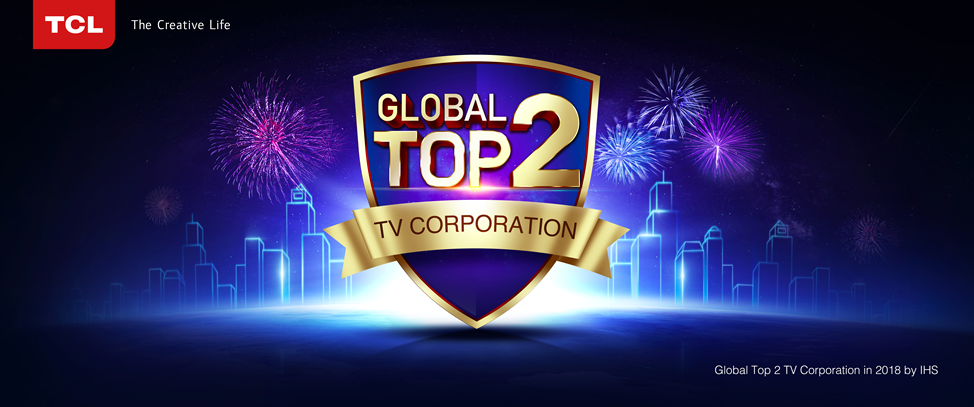 TCL
The Creative Life
GLOBAL
TOP 2
TV CORPORATION
Global Top 2 TV Corporation in 2018 by IHS